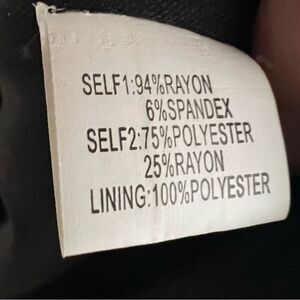 SELF1:94%RAYON
6%SPANDEX
SELF2:75%POLYESTER
25%RAYON
LINING:100%POLYESTER